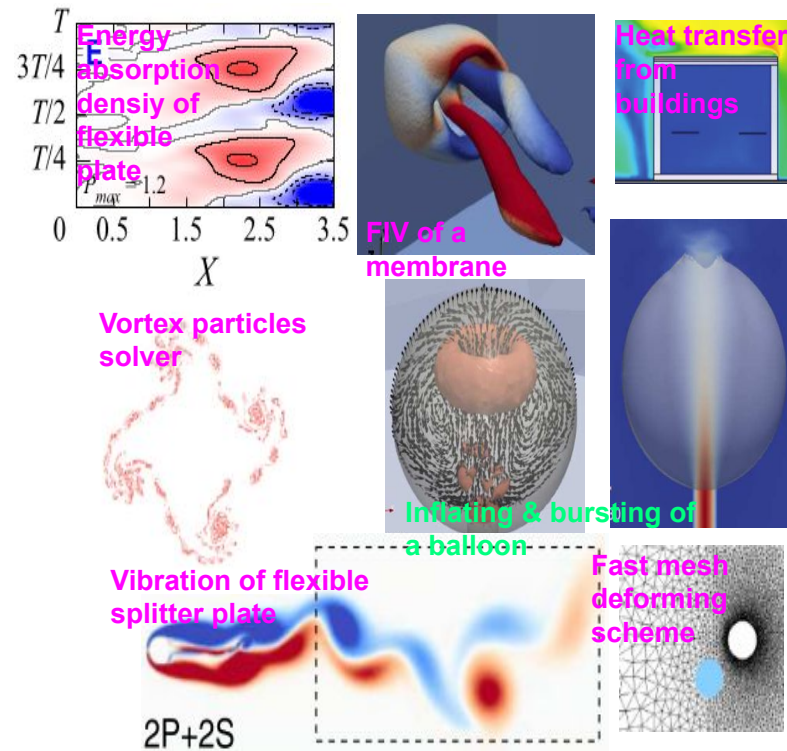 T
3T/4
T/2
T/4
0
0.5
1.5
2.5
3.5
X
E
P max = 1.2
Energy
absorption
densiy of
flexible
plate
FIV of a
membrane
Heat transfer
from
buildings
Vortex particles
solver
Inflating & bursting of
a balloon
Vibration of flexible
splitter plate
2P+2S
Fast mesh
deforming
scheme